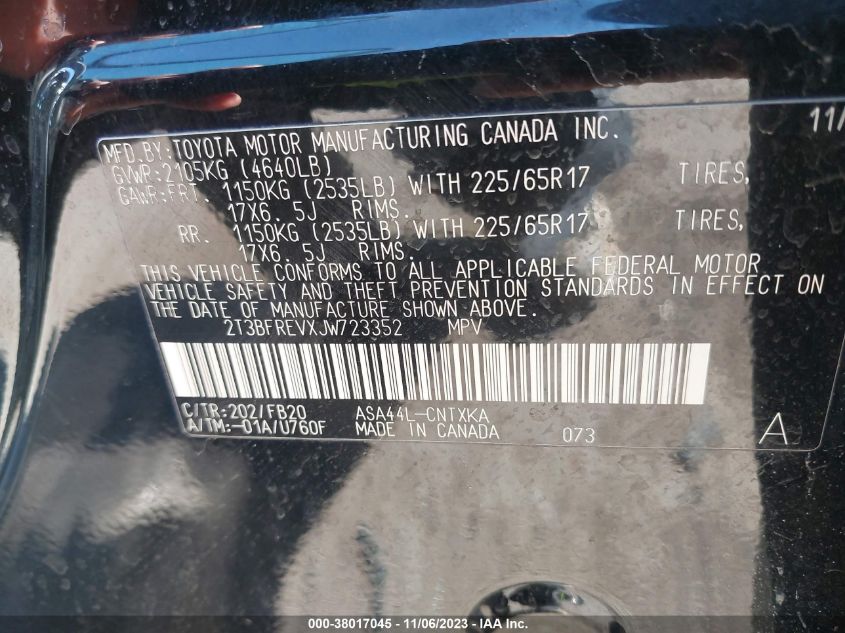 MFD.BY:TOYOTA MOTOR MANUFACTURING CANADA INC. 11/
GVWR:2105KG (4640LB)
GAWR:FRT. 1150KG (2535LB) WITH 225/65R17 TIRES,
17X6. 5J RIMS.
RR. 1150KG (2535LB) WITH 225/65R17 TIRES,
17X6. 5J RIMS.
THIS VEHICLE CONFORMS TO ALL APPLICABLE FEDERAL MOTOR
VEHICLE SAFETY AND THEFT PREVENTION STANDARDS IN EFFECT ON
THE DATE OF MANUFACTURE SHOWN ABOVE.
2T3BFREVXJW723352 MPV
C/TR:202/FB20 ASA44L-CNTXKA
A/TM:-01A/U760F MADE IN CANADA 073 A
000-38017045 - 11/06/2023 - IAA Inc.